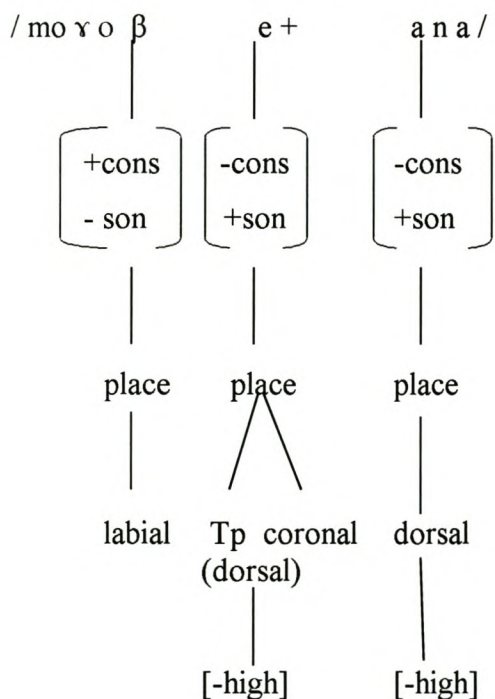 / mo ɤ o β e + a n a /
+cons -cons -cons
- son +son +son
place place place
labial Tp coronal dorsal
(dorsal)
[-high] [-high]